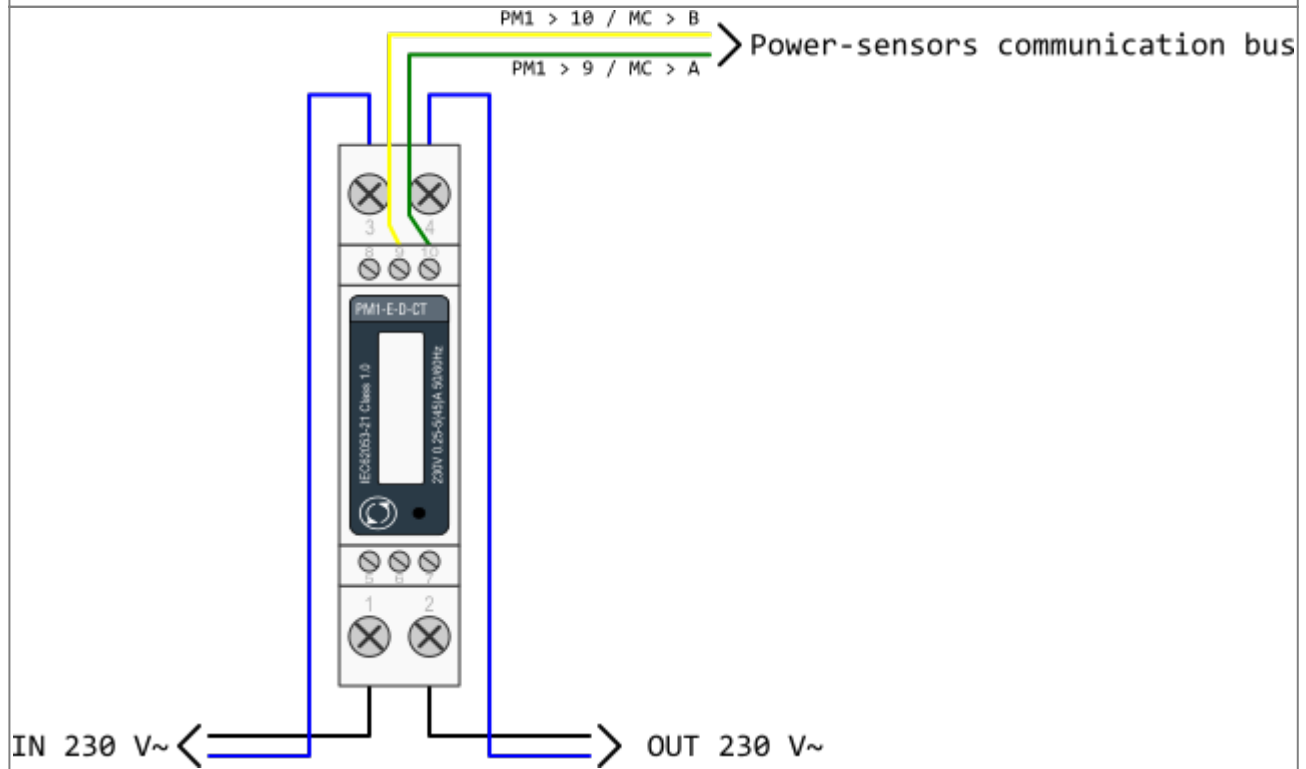 PM1 > 10 / MC > B
Power-sensors communication bus
PM1 > 9 / MC > A
3 4
8 9 10
PM1-E-D-CT
IEC62053-21 Class 1.0
230V 0.25-5(45)A 50/60Hz
5 6 7
1 2
IN 230 V~
OUT 230 V~